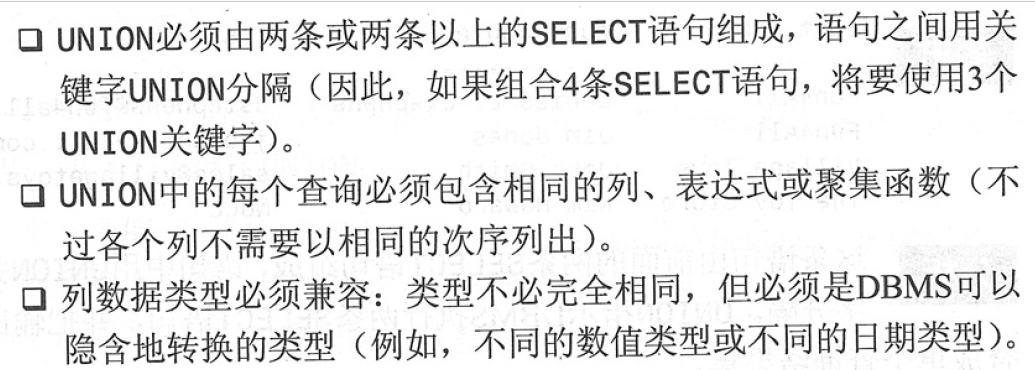 ❑ UNION必须由两条或两条以上的SELECT语句组成，语句之间用关
键字UNION分隔（因此，如果组合4条SELECT语句，将要使用3个
UNION关键字）。
❑ UNION中的每个查询必须包含相同的列、表达式或聚集函数（不
过各个列不需要以相同的次序列出）。
❑ 列数据类型必须兼容：类型不必完全相同，但必须是DBMS可以
隐含地转换的类型（例如，不同的数值类型或不同的日期类型）。